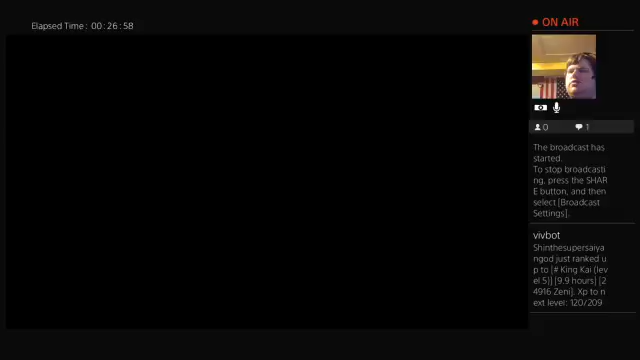 Elapsed Time : 00 : 26 : 58
ON AIR
0 1
The broadcast has
started.
To stop broadcasti
ng, press the SHAR
E button, and then
select [Broadcast
Settings].
vivbot
Shinthesupersaiya
ngod just ranked u
p to [# King Kai (lev
el 5)] [9.9 hours] [2
4916 Zeni]. Xp to n
ext level: 120/209